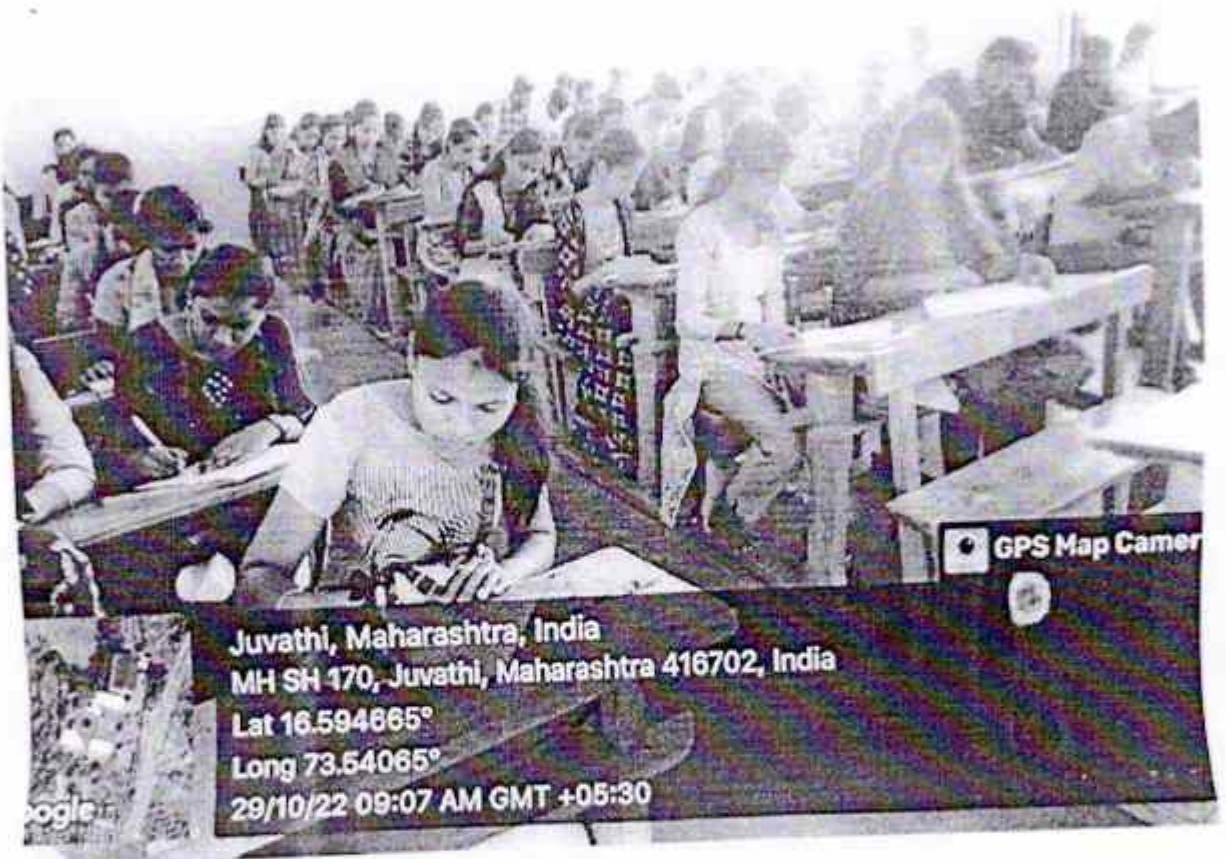 GPS Map Camer
Juvathi, Maharashtra, India
MH SH 170, Juvathi, Maharashtra 416702, India
Lat 16.594665°
Long 73.54065°
29/10/22 09:07 AM GMT +05:30
oogle